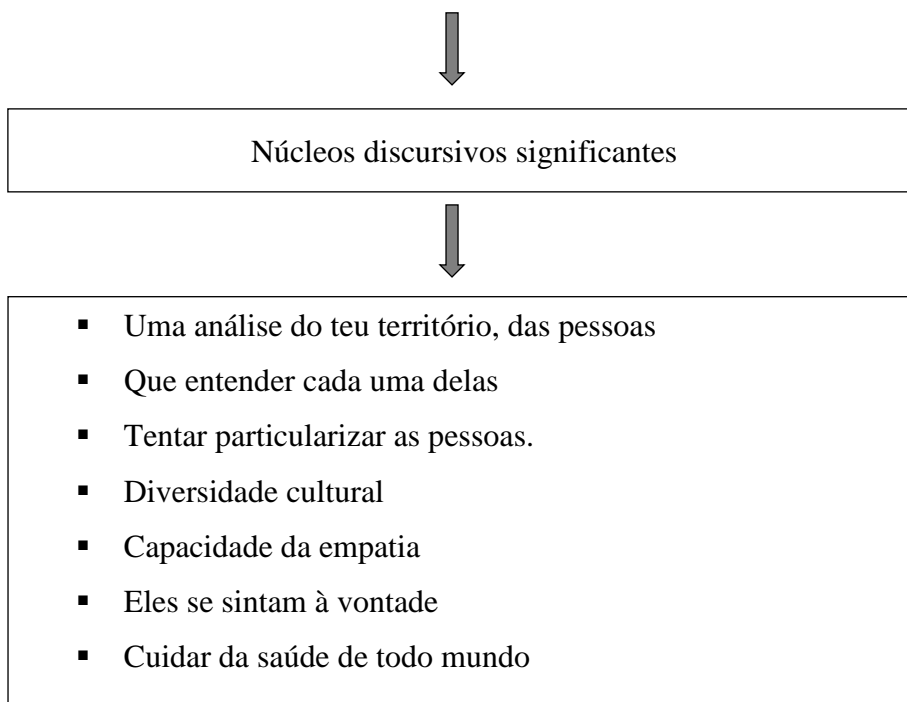 Núcleos discursivos significantes
▪ Uma análise do teu território, das pessoas
▪ Que entender cada uma delas
▪ Tentar particularizar as pessoas.
▪ Diversidade cultural
▪ Capacidade da empatia
▪ Eles se sintam à vontade
▪ Cuidar da saúde de todo mundo